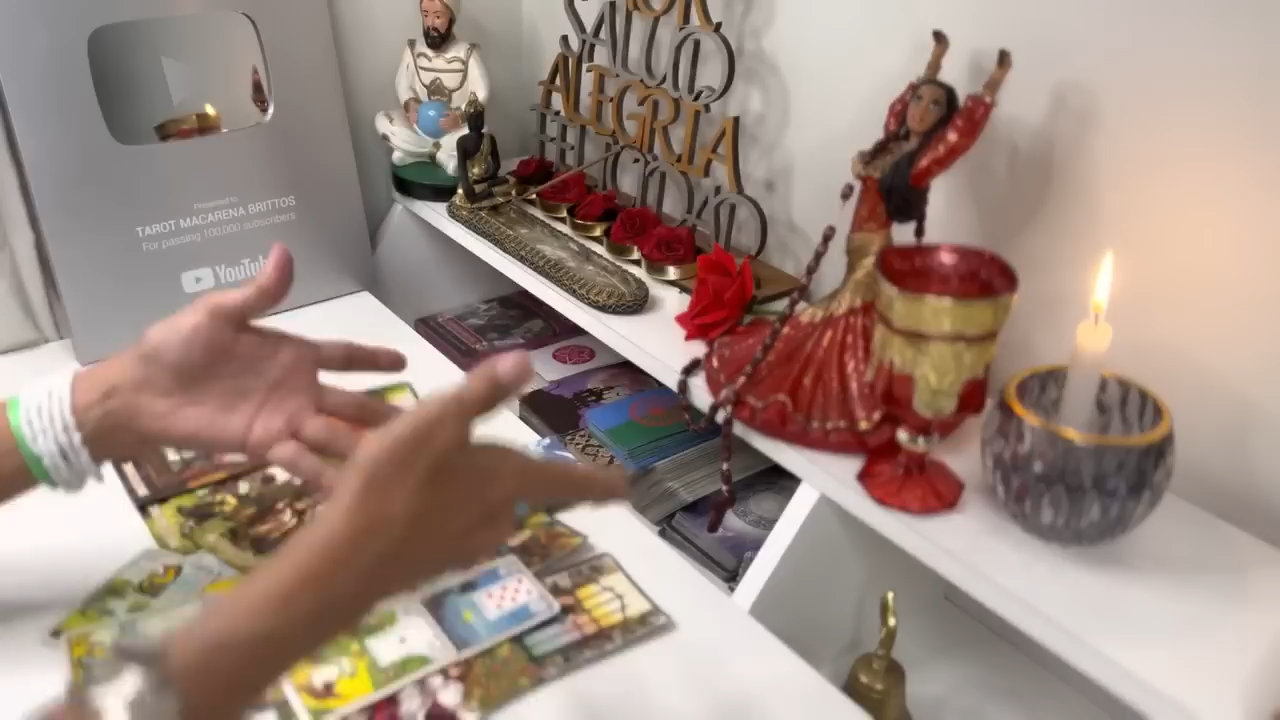 Presented to
TAROT MACARENA BRITTOS
For passing 100,000 subscribers
YouTube
SALUD
ALEGRIA